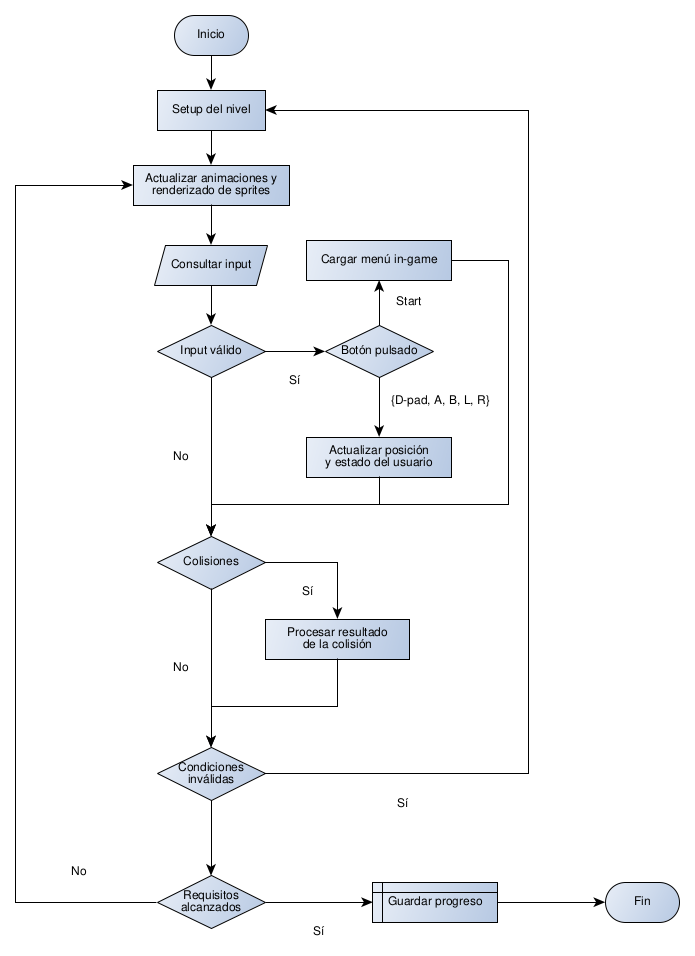 Inicio
Setup del nivel
Actualizar animaciones y
renderizado de sprites
Consultar input
Cargar menú in-game
Start
Input válido
Botón pulsado
Sí
{D-pad, A, B, L, R}
No
Actualizar posición
y estado del usuario
Colisiones
Sí
Procesar resultado
de la colisión
No
Condiciones
inválidas
Sí
No
Requisitos
alcanzados
Sí
Guardar progreso
Fin